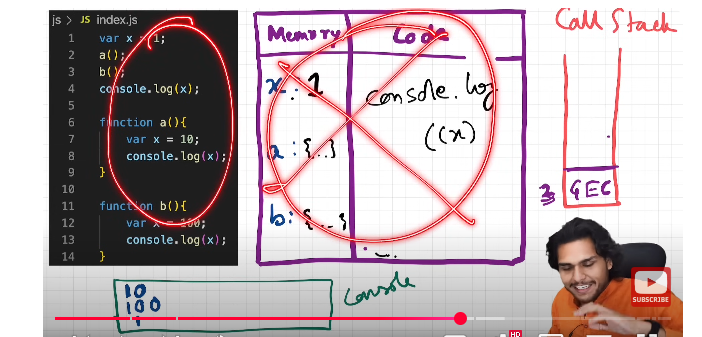 js > JS index.js
1 var x = 1;
2 a();
3 b();
4 console.log(x);
5
6 function a(){
7 var x = 10;
8 console.log(x);
9 }
10
11 function b(){
12 var x = 100;
13 console.log(x);
14 }
Memory Code
x: 1
console.log
((x)
a: {...}
b: {...}
Call Stack
GEC
10
100
1
Console
SUBSCRIBE
HD